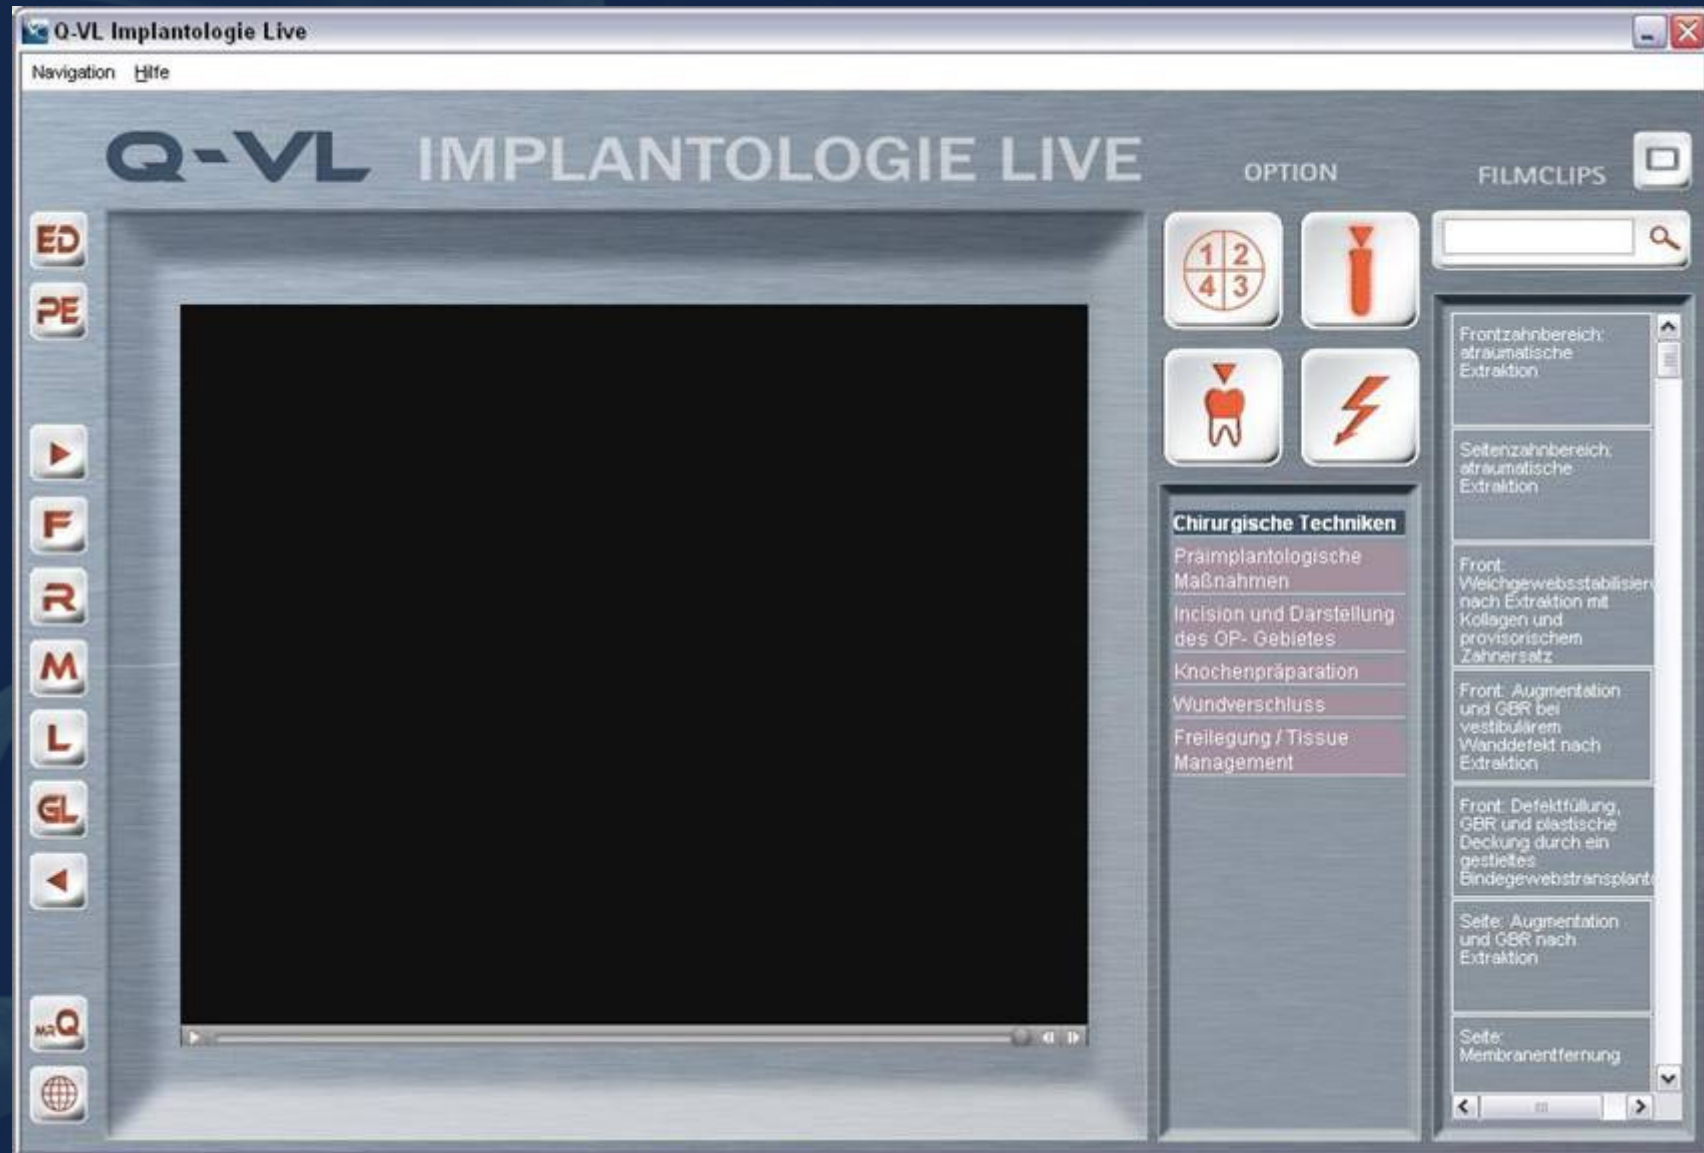 Q-VL Implantologie Live
Navigation Hilfe
Q-VL IMPLANTOLOGIE LIVE
OPTION
FILMCLIPS
ED
PE
F
R
M
L
GL
MR Q
1 2
4 3
Chirurgische Techniken
Präimplantologische
Maßnahmen
Incision und Darstellung
des OP- Gebietes
Knochenpräparation
Wundverschluss
Freilegung / Tissue
Management
Frontzahnbereich:
atraumatische
Extraktion
Seitenzahnbereich:
atraumatische
Extraktion
Front:
Weichgewebsstabilisieru
nach Extraktion mit
Kollagen und
provisorischem
Zahnersatz
Front: Augmentation
und GBR bei
vestibulärem
Wanddefekt nach
Extraktion
Front: Defektfüllung,
GBR und plastische
Deckung durch ein
gestieltes
Bindegewebstransplanta
Seite: Augmentation
und GBR nach
Extraktion
Seite:
Membranentfernung